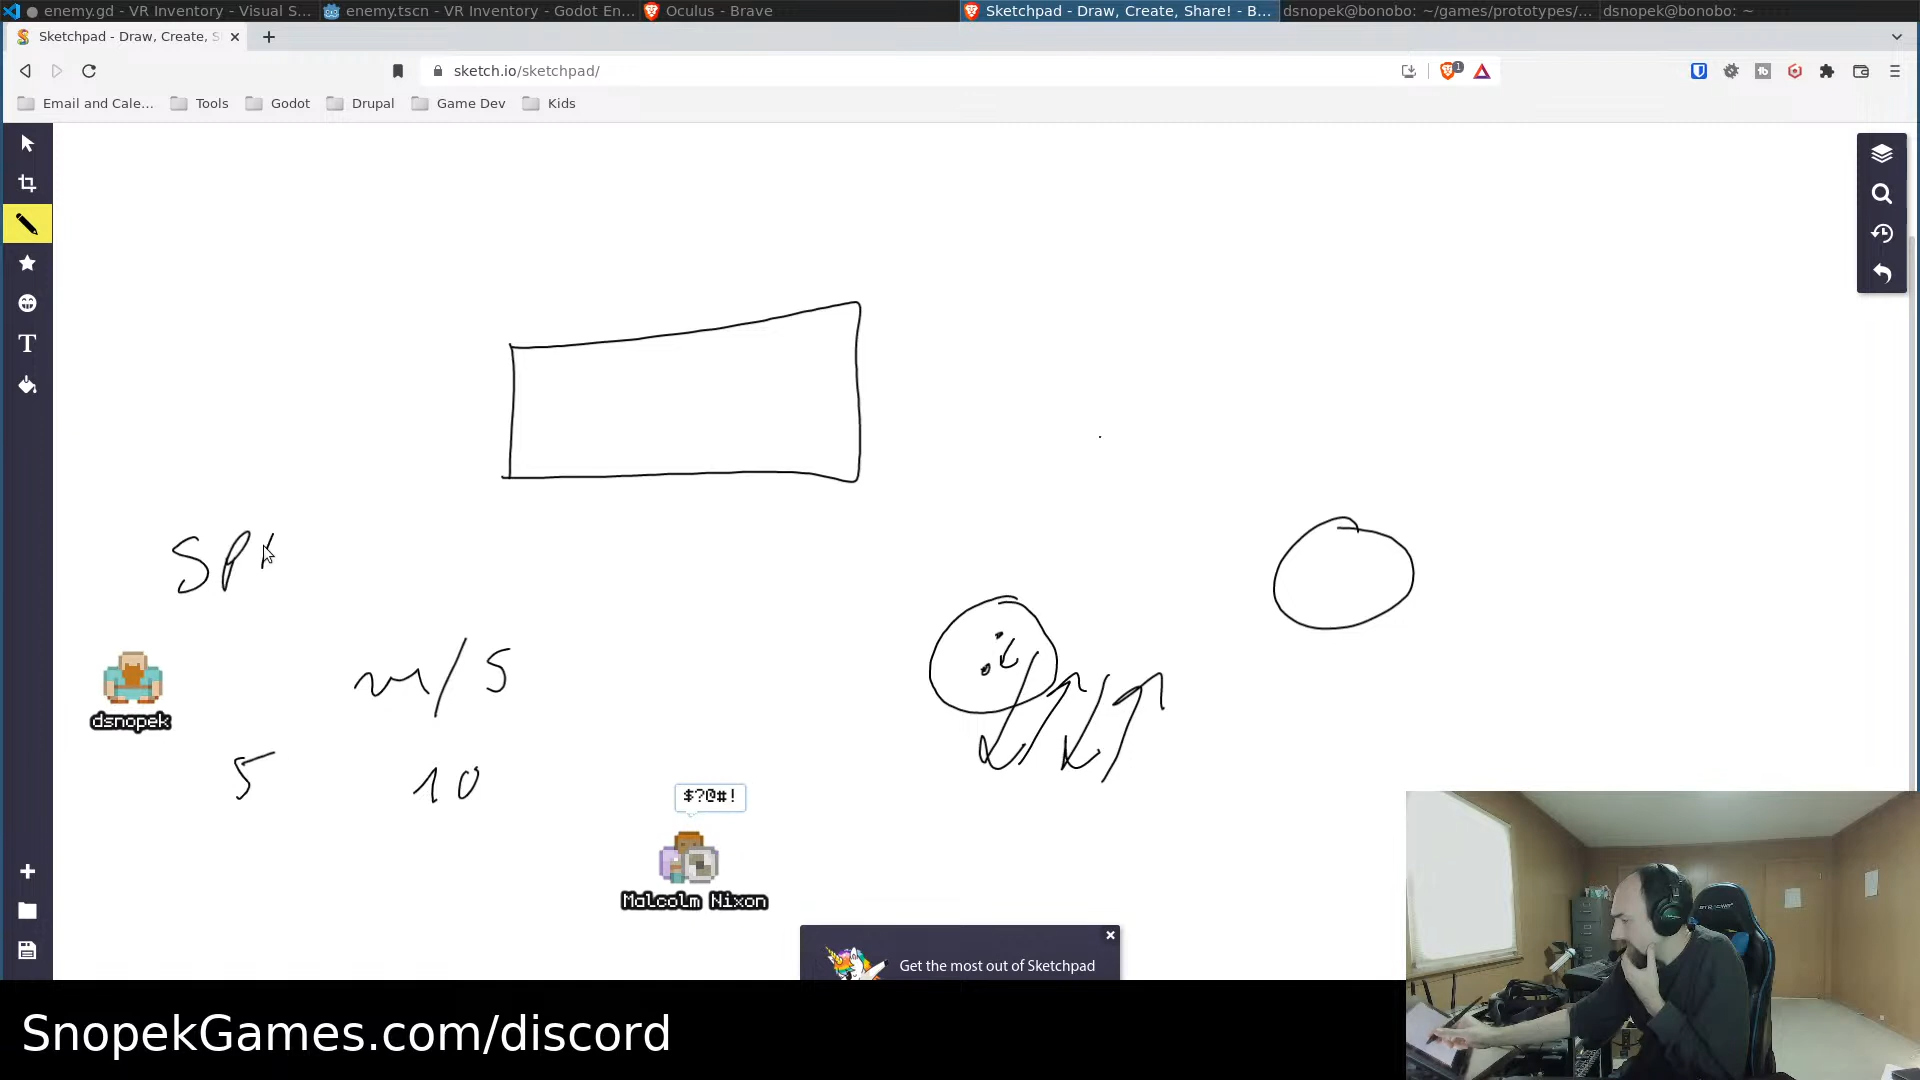 enemy.gd - VR Inventory - Visual S...
enemy.tscn - VR Inventory - Godot En...
Oculus - Brave
Sketchpad - Draw, Create, Share! - B...
dsnopek@bonobo: ~/games/prototypes/...
dsnopek@bonobo: ~
Sketchpad - Draw, Create, S
sketch.io/sketchpad/
1
Email and Cale...
Tools
Godot
Drupal
Game Dev
Kids
T
SP
m/s
dsnopek
5 10
$?@#!
Malcolm Nixon
Get the most out of Sketchpad
SnopekGames.com/discord